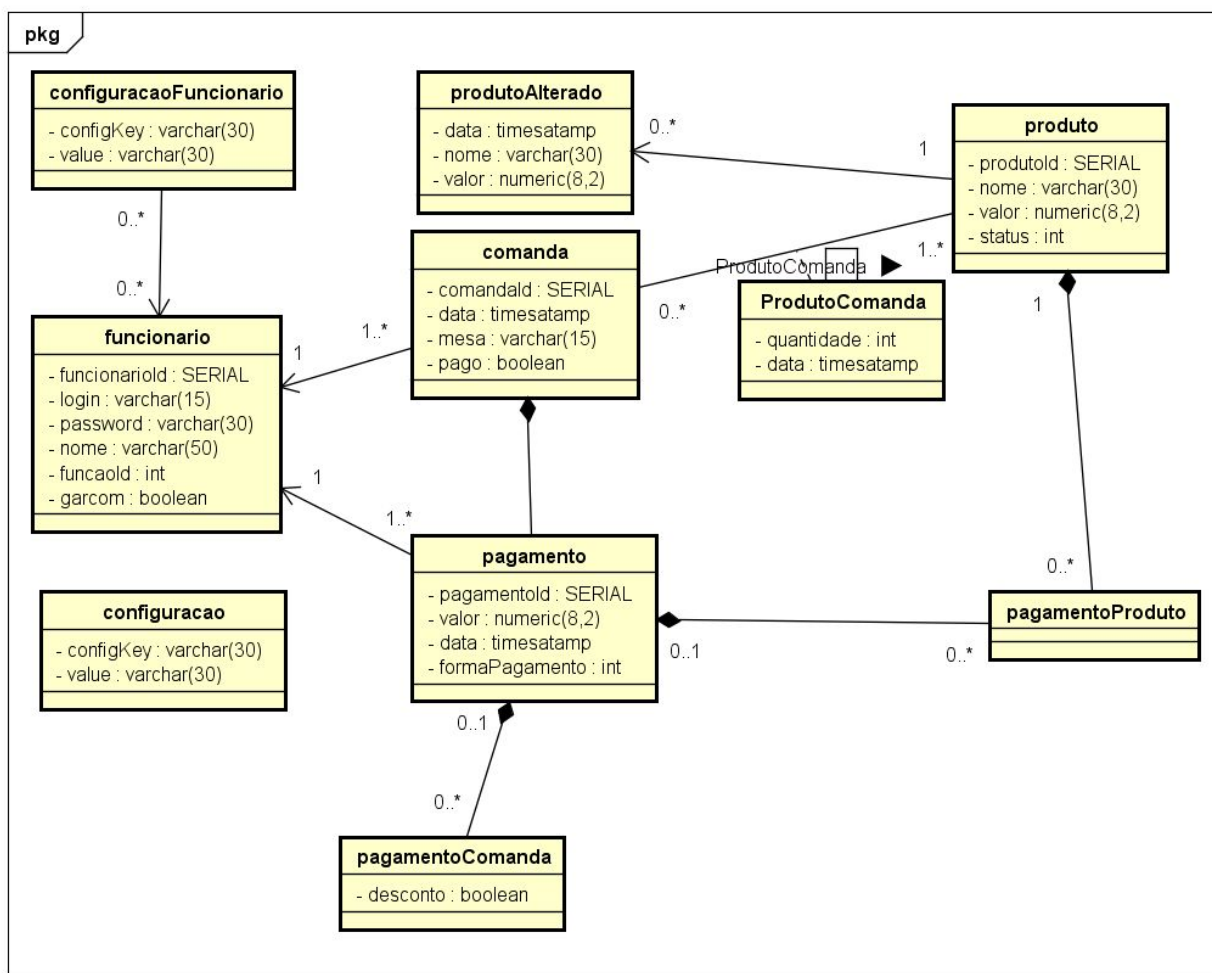 pkg
configuracaoFuncionario
- configKey : varchar(30)
- value : varchar(30)
0..*
0..*
produtoAlterado
- data : timesatamp
- nome : varchar(30)
- valor : numeric(8,2)
0..*
1
produto
- produtoId : SERIAL
- nome : varchar(30)
- valor : numeric(8,2)
- status : int
1..*
1
comanda
- comandaId : SERIAL
- data : timesatamp
- mesa : varchar(15)
- pago : boolean
0..*
ProdutoComanda
ProdutoComanda
- quantidade : int
- data : timesatamp
funcionario
- funcionarioId : SERIAL
- login : varchar(15)
- password : varchar(30)
- nome : varchar(50)
- funcaoId : int
- garcom : boolean
1
1..*
1
1..*
pagamento
- pagamentoId : SERIAL
- valor : numeric(8,2)
- data : timesatamp
- formaPagamento : int
0..1
0..*
0..*
pagamentoProduto
configuracao
- configKey : varchar(30)
- value : varchar(30)
0..1
0..*
pagamentoComanda
- desconto : boolean